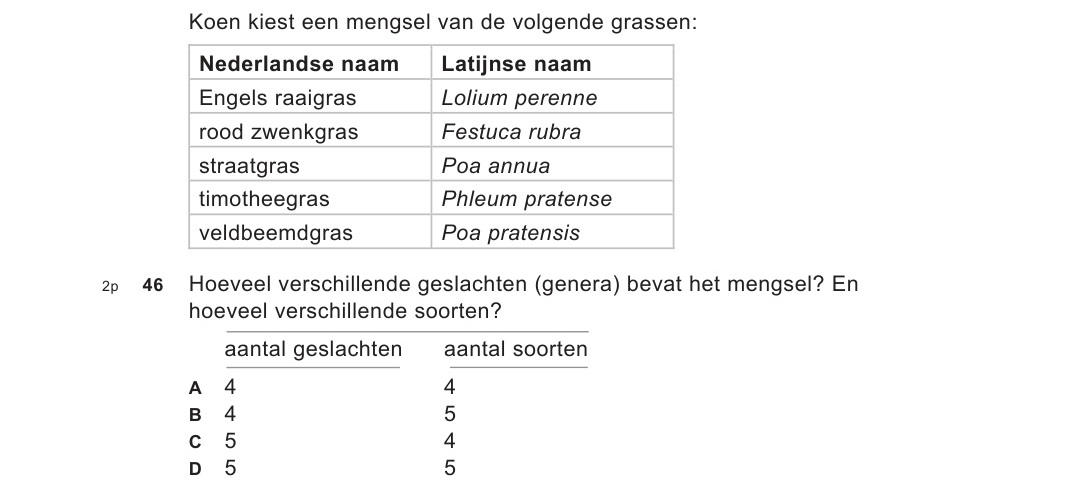 Koen kiest een mengsel van de volgende grassen:
Nederlandse naam Latijnse naam
Engels raaigras Lolium perenne
rood zwenkgras Festuca rubra
straatgras Poa annua
timotheegras Phleum pratense
veldbeemdgras Poa pratensis
2p 46 Hoeveel verschillende geslachten (genera) bevat het mengsel? En
hoeveel verschillende soorten?
aantal geslachten aantal soorten
A 4 4
B 4 5
C 5 4
D 5 5